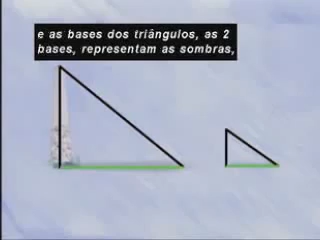 e as bases dos triângulos, as 2
bases, representam as sombras,